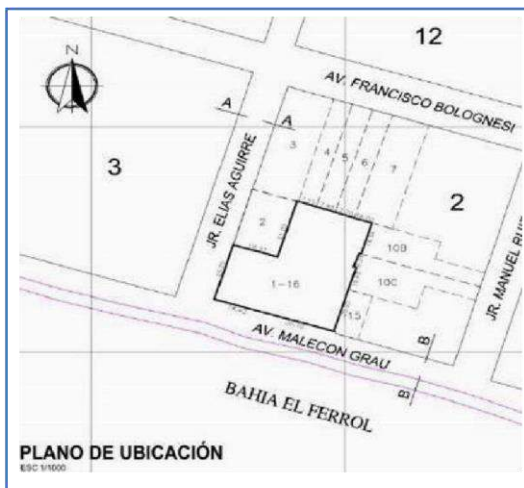 12
N
AV. FRANCISCO BOLOGNESI
A
A
3
3
4
5
6
7
2
JR. ELIAS AGUIRRE
2
10B
1-16
10C
15
JR. MANUEL RUIZ
AV. MALECON GRAU
B
B
BAHIA EL FERROL
PLANO DE UBICACIÓN
ESC 1/1000